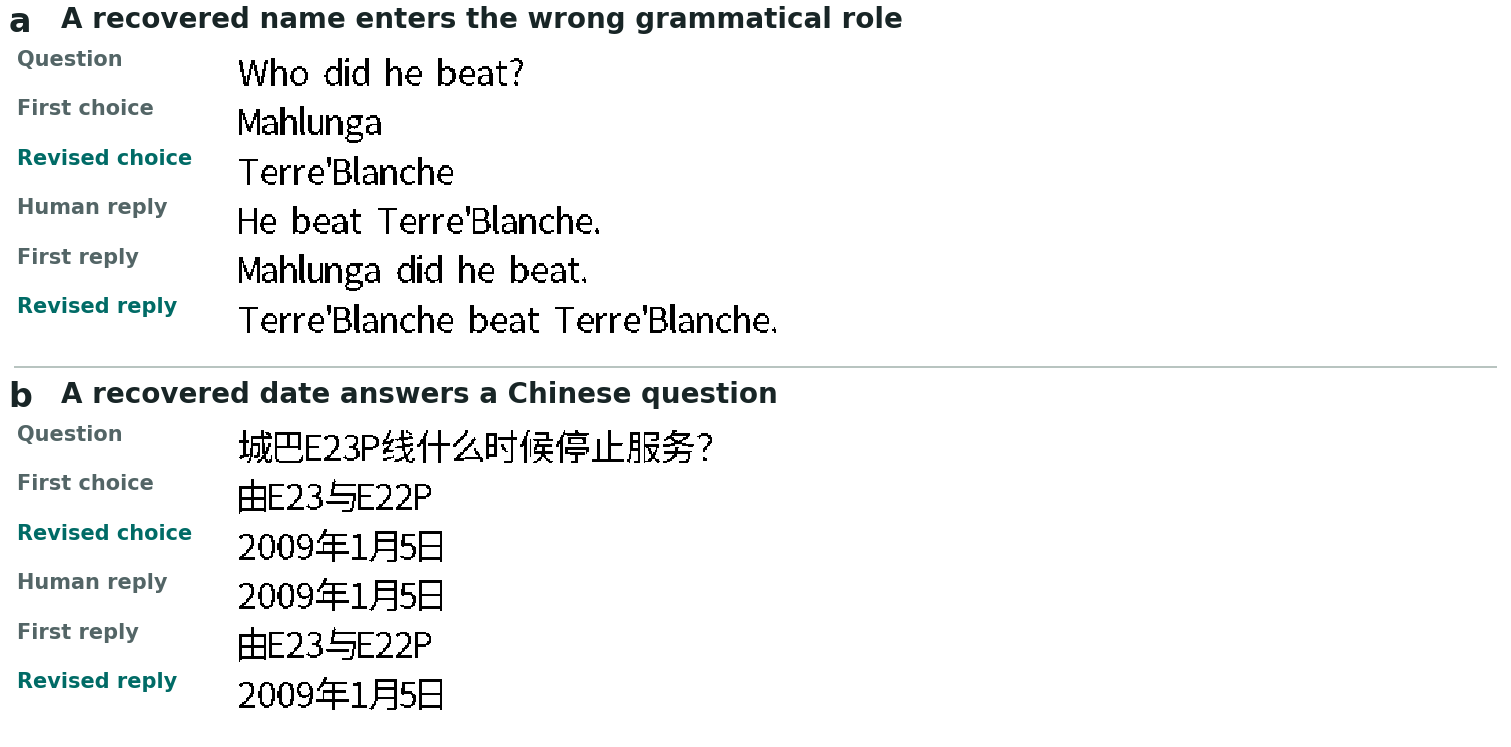 a A recovered name enters the wrong grammatical role
Question Who did he beat?
First choice Mahlunga
Revised choice Terre'Blanche
Human reply He beat Terre'Blanche.
First reply Mahlunga did he beat.
Revised reply Terre'Blanche beat Terre'Blanche.
b A recovered date answers a Chinese question
Question 城巴E23P线什么时候停止服务?
First choice 由E23与E22P
Revised choice 2009年1月5日
Human reply 2009年1月5日
First reply 由E23与E22P
Revised reply 2009年1月5日